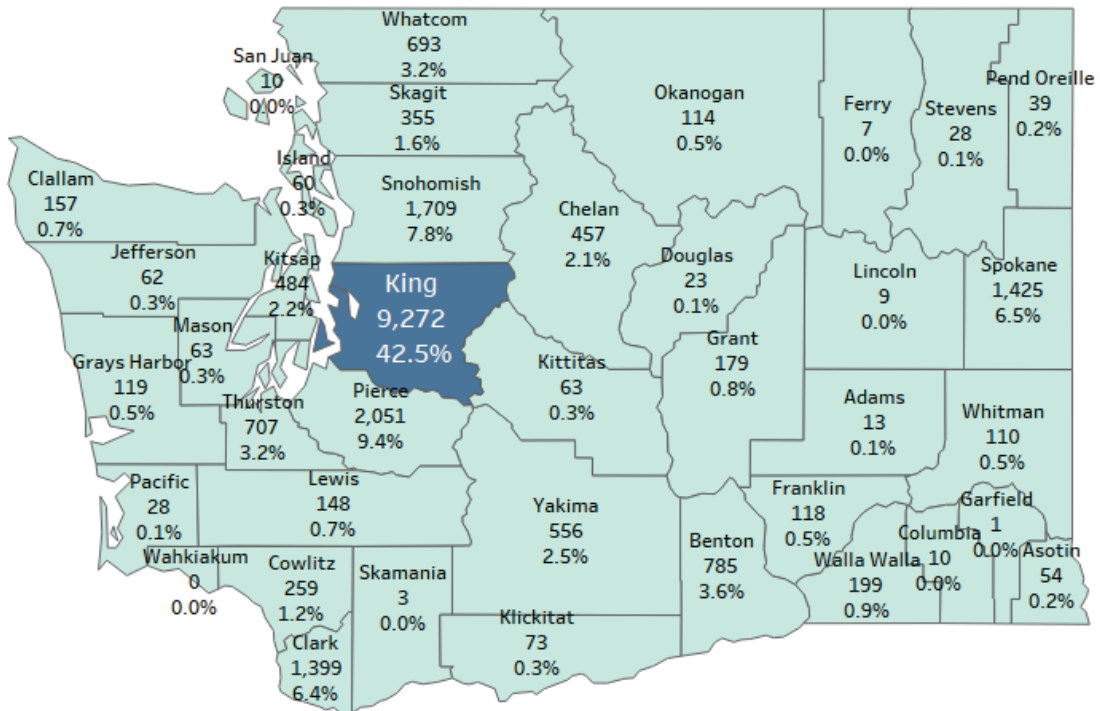 Whatcom
693
3.2%
San Juan
10
0.0%
Skagit
355
1.6%
Okanogan
114
0.5%
Ferry
7
0.0%
Stevens
28
0.1%
Pend Oreille
39
0.2%
Island
60
0.3%
Clallam
157
0.7%
Snohomish
1,709
7.8%
Chelan
457
2.1%
Douglas
23
0.1%
Jefferson
62
0.3%
Kitsap
484
2.2%
King
9,272
42.5%
Lincoln
9
0.0%
Spokane
1,425
6.5%
Mason
63
0.3%
Grays Harbor
119
0.5%
Thurston
707
3.2%
Pierce
2,051
9.4%
Kittitas
63
0.3%
Grant
179
0.8%
Adams
13
0.1%
Whitman
110
0.5%
Pacific
28
0.1%
Lewis
148
0.7%
Yakima
556
2.5%
Benton
785
3.6%
Franklin
118
0.5%
Walla Walla
199
0.9%
Columbia
10
0.0%
Garfield
1
0.0%
Asotin
54
0.2%
Wahkiakum
0
0.0%
Cowlitz
259
1.2%
Skamania
3
0.0%
Klickitat
73
0.3%
Clark
1,399
6.4%